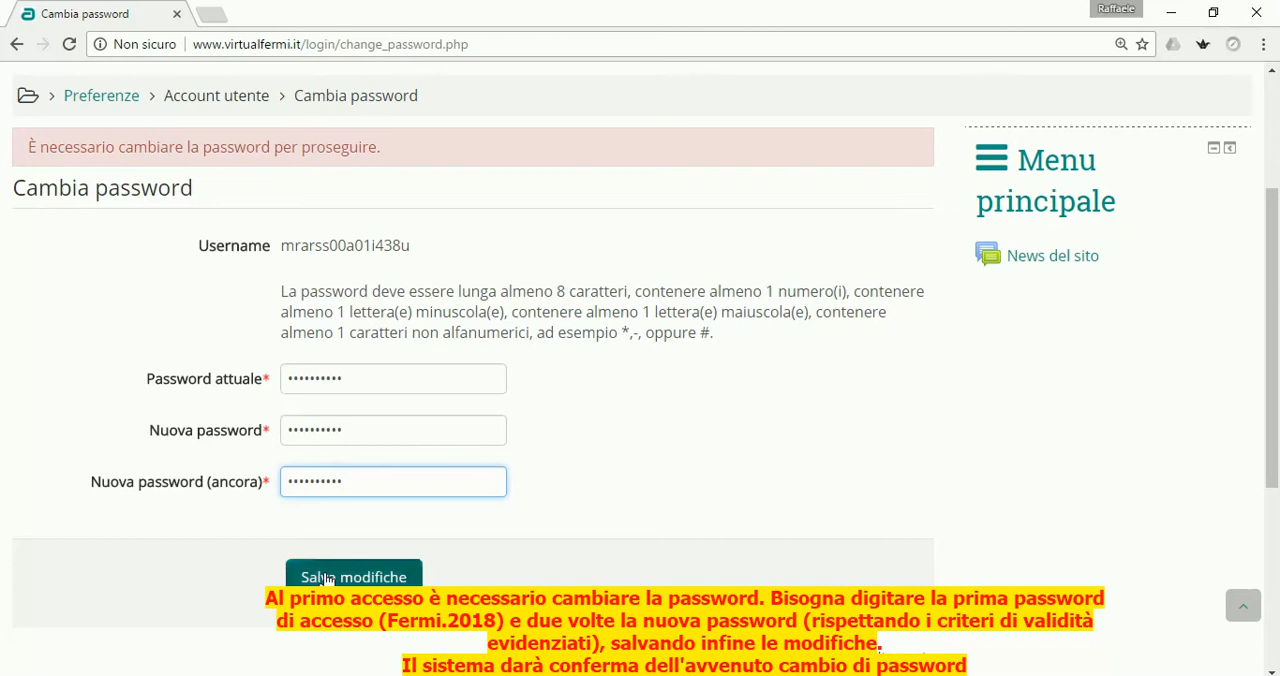 Cambia password
Raffaele
Non sicuro
www.virtualfermi.it/login/change_password.php
Preferenze > Account utente > Cambia password
È necessario cambiare la password per proseguire.
Menu
principale
Cambia password
Username mrarss00a01i438u
News del sito
La password deve essere lunga almeno 8 caratteri, contenere almeno 1 numero(i), contenere
almeno 1 lettera(e) minuscola(e), contenere almeno 1 lettera(e) maiuscola(e), contenere
almeno 1 caratteri non alfanumerici, ad esempio *,-, oppure #.
Password attuale* ••••••••••
Nuova password* ••••••••••
Nuova password (ancora)* ••••••••••
Salva modifiche
Al primo accesso è necessario cambiare la password. Bisogna digitare la prima password
di accesso (Fermi.2018) e due volte la nuova password (rispettando i criteri di validità
evidenziati), salvando infine le modifiche.
Il sistema darà conferma dell'avvenuto cambio di password